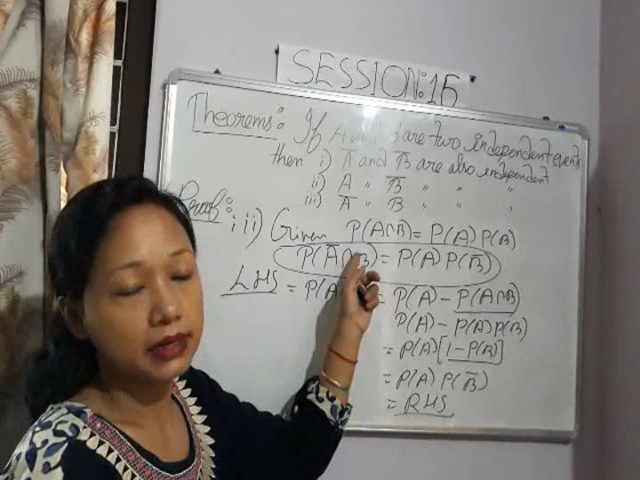 SESSION:16
Theorems: If A and B are two independent events
then i) A̅ and B̅ are also independent
ii) A " B̅ " " "
iii) A̅ " B " " "
Proof:
ii) Given P(A∩B) = P(A) P(B)
P(A∩B̅) = P(A) P(B̅)
LHS = P(A = P(A) - P(A∩B)
P(A) - P(A)P(B)
= P(A)[1-P(B)]
= P(A) P(B̅)
= RHS